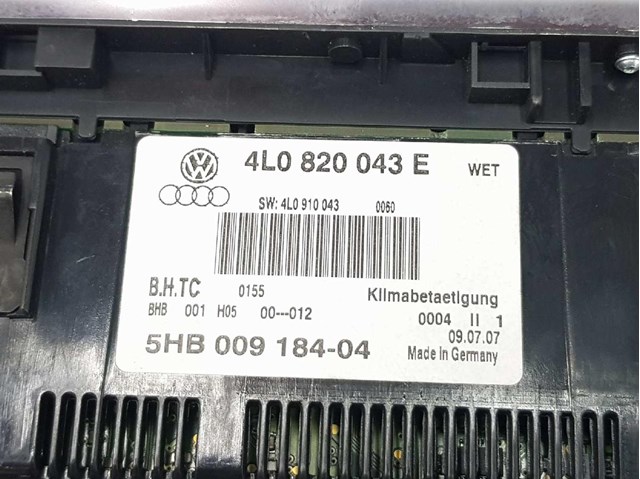 4L0 820 043 E WET
SW: 4L0 910 043 0060
B.H.TC 0155 Klimabetaetigung
BHB 001 H05 00---012 0004 II 1
09.07.07
5HB 009 184-04 Made in Germany